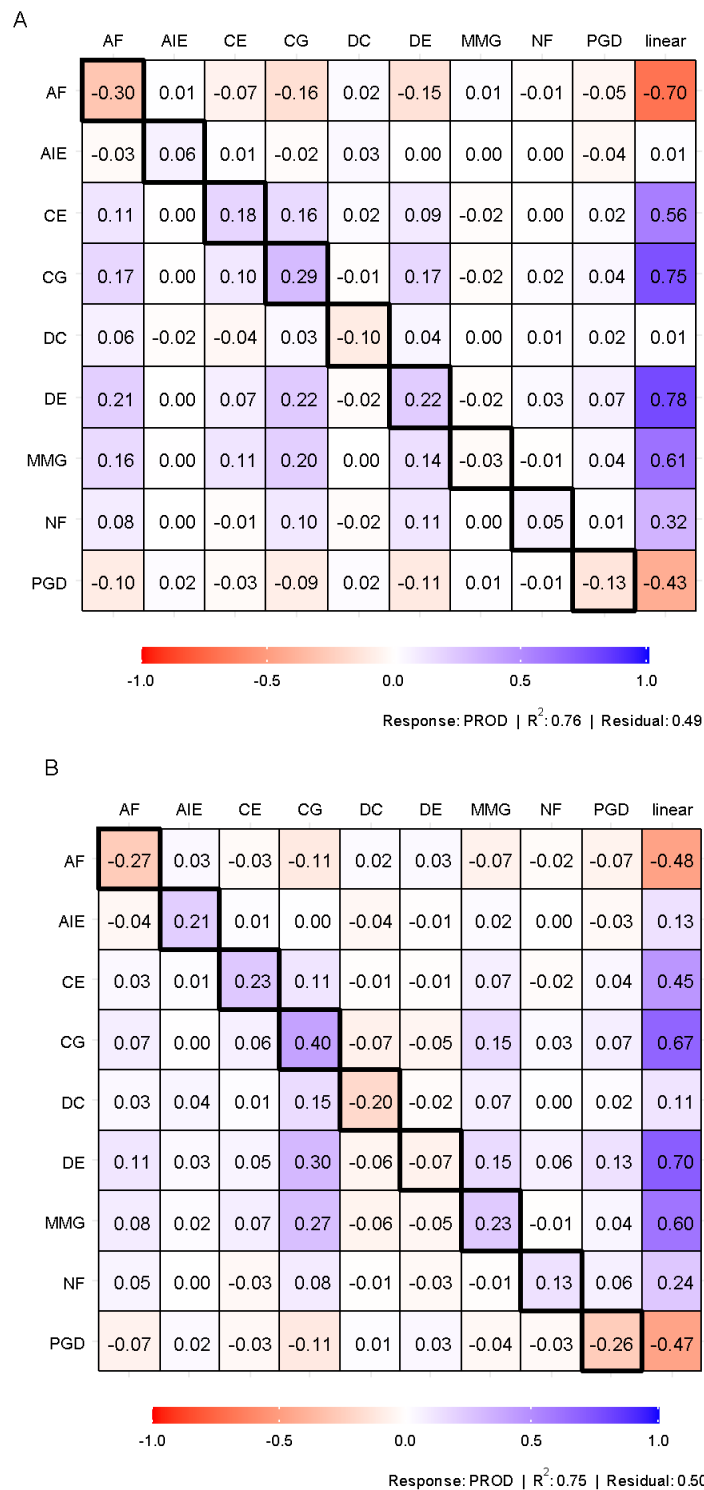 A
AF AIE CE CG DC DE MMG NF PGD linear
AF -0.30 0.01 -0.07 -0.16 0.02 -0.15 0.01 -0.01 -0.05 -0.70
AIE -0.03 0.06 0.01 -0.02 0.03 0.00 0.00 0.00 -0.04 0.01
CE 0.11 0.00 0.18 0.16 0.02 0.09 -0.02 0.00 0.02 0.56
CG 0.17 0.00 0.10 0.29 -0.01 0.17 -0.02 0.02 0.04 0.75
DC 0.06 -0.02 -0.04 0.03 -0.10 0.04 0.00 0.01 0.02 0.01
DE 0.21 0.00 0.07 0.22 -0.02 0.22 -0.02 0.03 0.07 0.78
MMG 0.16 0.00 0.11 0.20 0.00 0.14 -0.03 -0.01 0.04 0.61
NF 0.08 0.00 -0.01 0.10 -0.02 0.11 0.00 0.05 0.01 0.32
PGD -0.10 0.02 -0.03 -0.09 0.02 -0.11 0.01 -0.01 -0.13 -0.43
-1.0 -0.5 0.0 0.5 1.0
Response: PROD | R²: 0.76 | Residual: 0.49
B
AF AIE CE CG DC DE MMG NF PGD linear
AF -0.27 0.03 -0.03 -0.11 0.02 0.03 -0.07 -0.02 -0.07 -0.48
AIE -0.04 0.21 0.01 0.00 -0.04 -0.01 0.02 0.00 -0.03 0.13
CE 0.03 0.01 0.23 0.11 -0.01 -0.01 0.07 -0.02 0.04 0.45
CG 0.07 0.00 0.06 0.40 -0.07 -0.05 0.15 0.03 0.07 0.67
DC 0.03 0.04 0.01 0.15 -0.20 -0.02 0.07 0.00 0.02 0.11
DE 0.11 0.03 0.05 0.30 -0.06 -0.07 0.15 0.06 0.13 0.70
MMG 0.08 0.02 0.07 0.27 -0.06 -0.05 0.23 -0.01 0.04 0.60
NF 0.05 0.00 -0.03 0.08 -0.01 -0.03 -0.01 0.13 0.06 0.24
PGD -0.07 0.02 -0.03 -0.11 0.01 0.03 -0.04 -0.03 -0.26 -0.47
-1.0 -0.5 0.0 0.5 1.0
Response: PROD | R²: 0.75 | Residual: 0.50